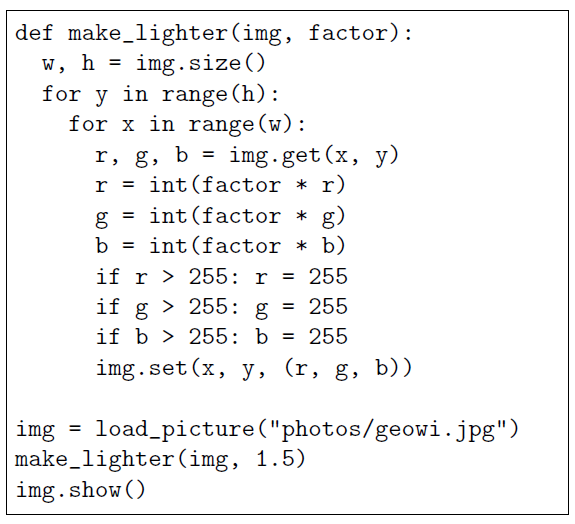 def make_lighter(img, factor):
  w, h = img.size()
  for y in range(h):
    for x in range(w):
      r, g, b = img.get(x, y)
      r = int(factor * r)
      g = int(factor * g)
      b = int(factor * b)
      if r > 255: r = 255
      if g > 255: g = 255
      if b > 255: b = 255
      img.set(x, y, (r, g, b))

img = load_picture("photos/geowi.jpg")
make_lighter(img, 1.5)
img.show()